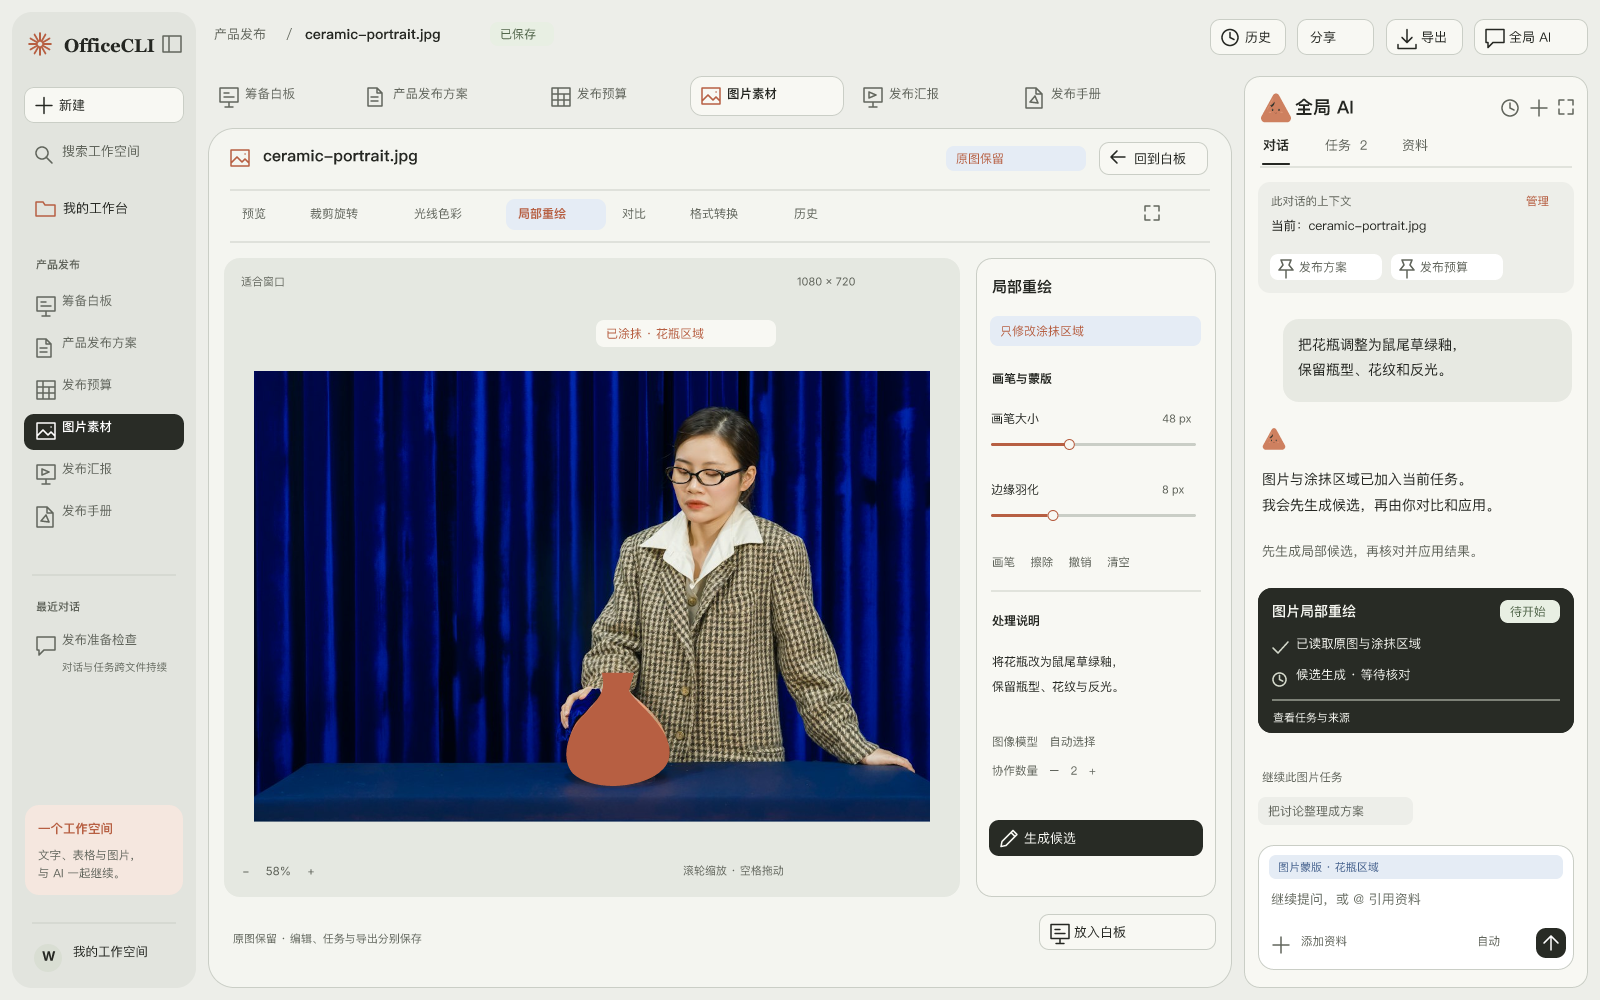 OfficeCLI
新建
搜索工作空间
我的工作台
产品发布
筹备白板
产品发布方案
发布预算
图片素材
发布汇报
发布手册
最近对话
发布准备检查
对话与任务跨文件持续
一个工作空间
文字、表格与图片，
与 AI 一起继续。
W 我的工作空间
产品发布 / ceramic-portrait.jpg 已保存
历史 分享 导出 全局 AI
筹备白板 产品发布方案 发布预算 图片素材 发布汇报 发布手册
ceramic-portrait.jpg 原图保留 回到白板
预览 裁剪旋转 光线色彩 局部重绘 对比 格式转换 历史
适合窗口 1080 × 720
已涂抹 · 花瓶区域
− 58% + 滚轮缩放 · 空格拖动
局部重绘
只修改涂抹区域
画笔与蒙版
画笔大小 48 px
边缘羽化 8 px
画笔 擦除 撤销 清空
处理说明
将花瓶改为鼠尾草绿釉，
保留瓶型、花纹与反光。
图像模型 自动选择
协作数量 − 2 +
生成候选
原图保留 · 编辑、任务与导出分别保存
放入白板
全局 AI
对话 任务 2 资料
此对话的上下文 管理
当前：ceramic-portrait.jpg
发布方案 发布预算
把花瓶调整为鼠尾草绿釉，
保留瓶型、花纹和反光。
图片与涂抹区域已加入当前任务。
我会先生成候选，再由你对比和应用。
先生成局部候选，再核对并应用结果。
图片局部重绘 待开始
已读取原图与涂抹区域
候选生成 · 等待核对
查看任务与来源
继续此图片任务
把讨论整理成方案
图片蒙版 · 花瓶区域
继续提问，或 @ 引用资料
添加资料 自动